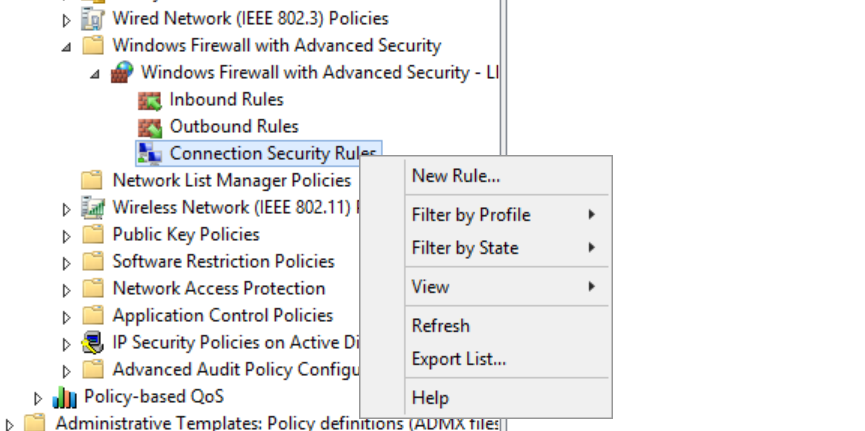 Wired Network (IEEE 802.3) Policies
Windows Firewall with Advanced Security
Windows Firewall with Advanced Security - LI
Inbound Rules
Outbound Rules
Connection Security Rules
New Rule...
Network List Manager Policies
Wireless Network (IEEE 802.11)
Filter by Profile
Public Key Policies
Filter by State
Software Restriction Policies
Network Access Protection
View
Application Control Policies
Refresh
IP Security Policies on Active Di
Export List...
Advanced Audit Policy Configu
Policy-based QoS
Help
Administrative Templates: Policy definitions (ADMX files